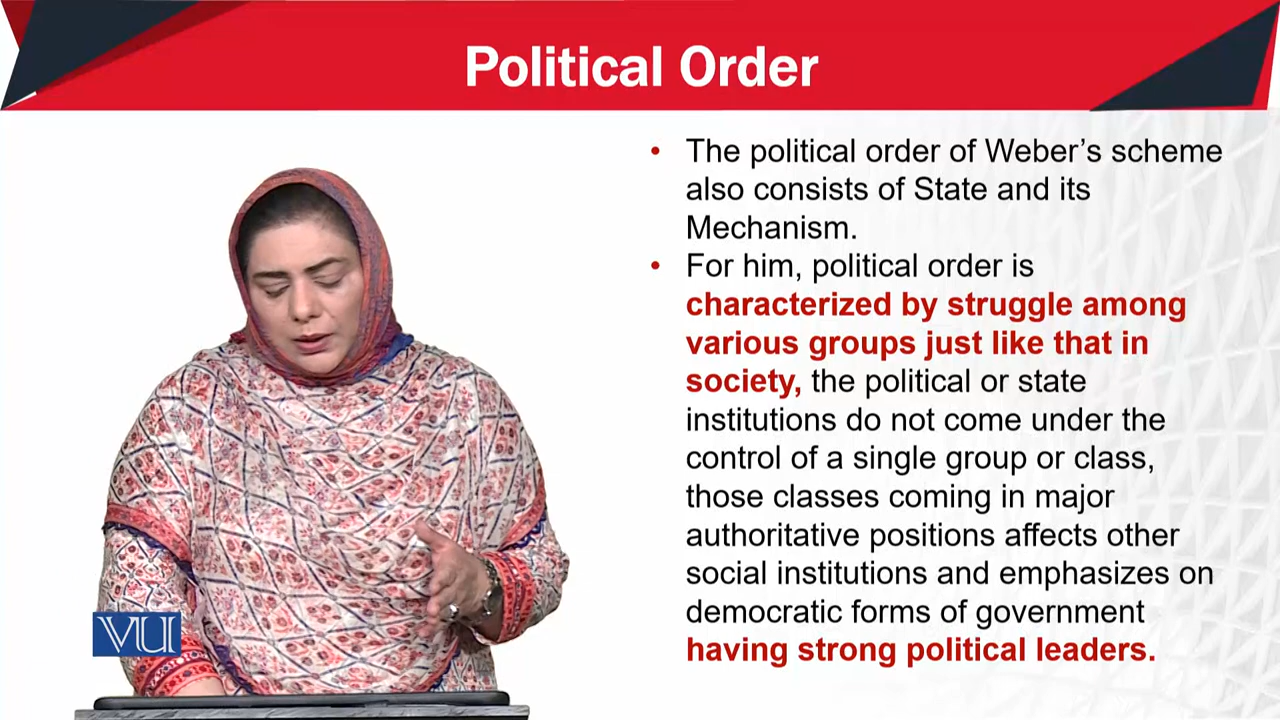 Political Order
• The political order of Weber’s scheme
also consists of State and its
Mechanism.
• For him, political order is
characterized by struggle among
various groups just like that in
society, the political or state
institutions do not come under the
control of a single group or class,
those classes coming in major
authoritative positions affects other
social institutions and emphasizes on
democratic forms of government
having strong political leaders.
VU